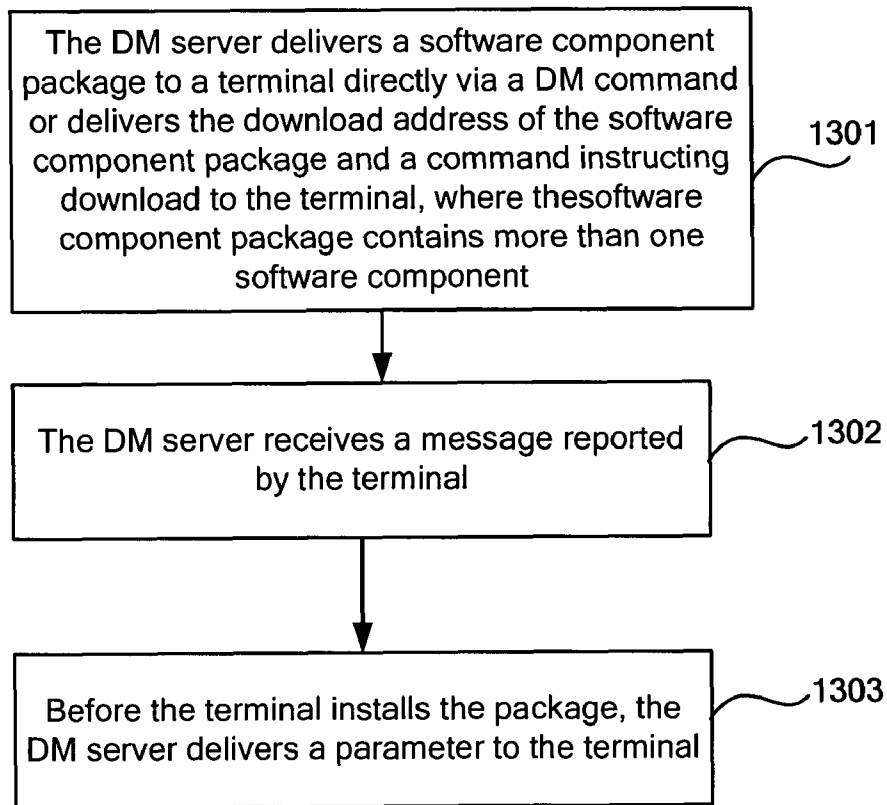 The DM server delivers a software component
package to a terminal directly via a DM command
or delivers the download address of the software
component package and a command instructing
download to the terminal, where thesoftware
component package contains more than one
software component
1301
The DM server receives a message reported
by the terminal
1302
Before the terminal installs the package, the
DM server delivers a parameter to the terminal
1303